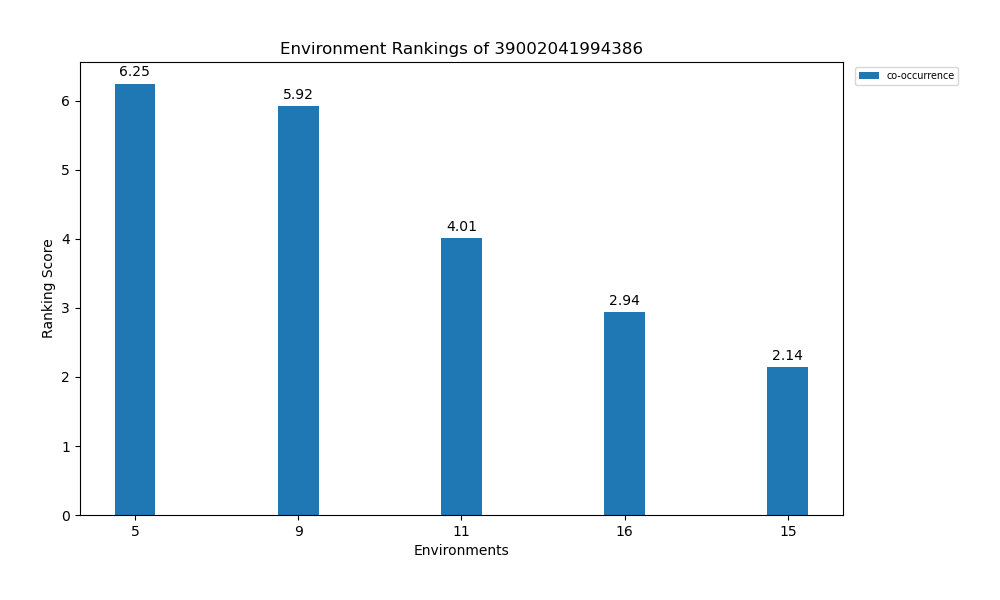 Environment Rankings of 39002041994386
co-occurrence
6.25
5.92
4.01
2.94
2.14
Ranking Score
6
5
4
3
2
1
0
5 9 11 16 15
Environments